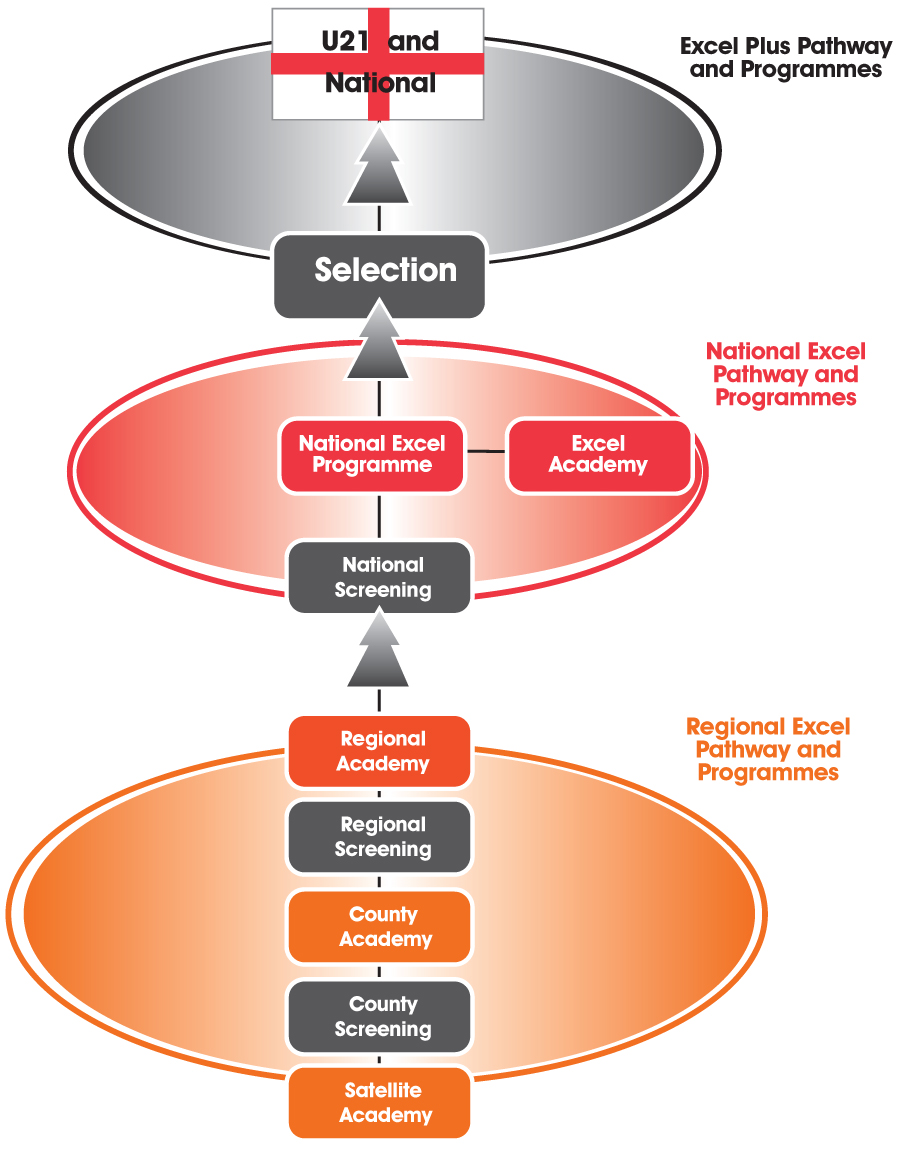 U21 and
National
Excel Plus Pathway
and Programmes
Selection
National Excel
Pathway and
Programmes
National Excel
Programme
Excel
Academy
National
Screening
Regional Excel
Pathway and
Programmes
Regional
Academy
Regional
Screening
County
Academy
County
Screening
Satellite
Academy